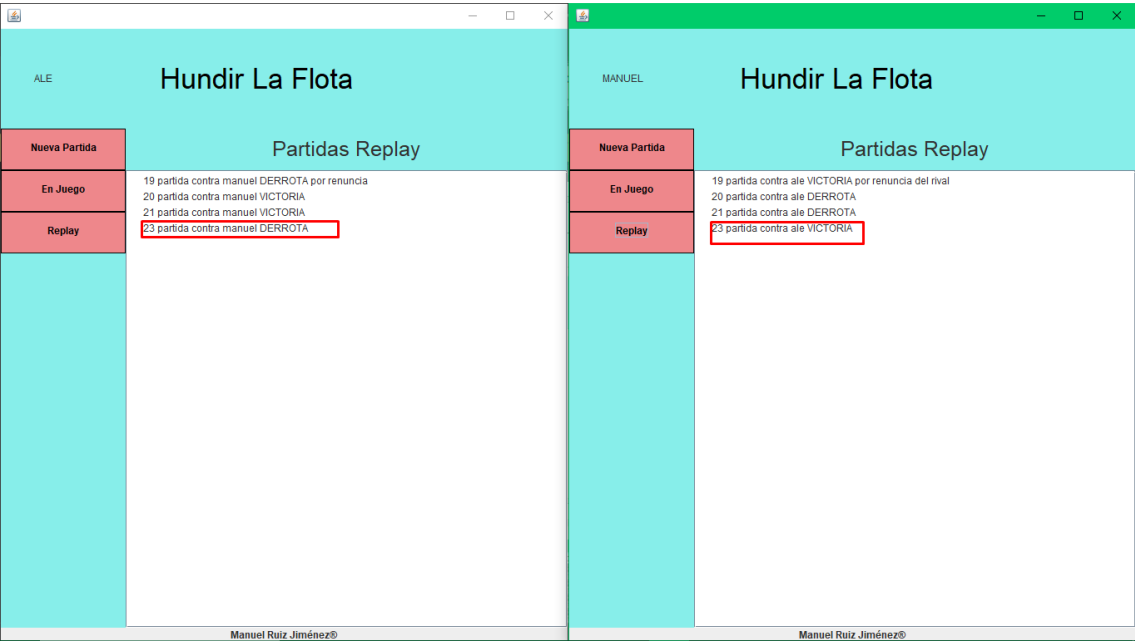 ALE
Hundir La Flota
Nueva Partida
En Juego
Replay
Partidas Replay
19 partida contra manuel DERROTA por renuncia
20 partida contra manuel VICTORIA
21 partida contra manuel VICTORIA
23 partida contra manuel DERROTA
Manuel Ruiz Jiménez®
MANUEL
Hundir La Flota
Nueva Partida
En Juego
Replay
Partidas Replay
19 partida contra ale VICTORIA por renuncia del rival
20 partida contra ale DERROTA
21 partida contra ale DERROTA
23 partida contra ale VICTORIA
Manuel Ruiz Jiménez®